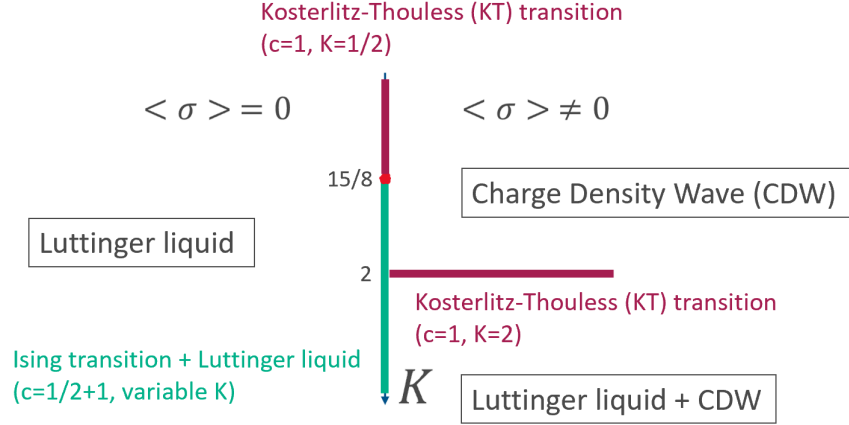 Kosterlitz-Thouless (KT) transition
(c=1, K=1/2)
< σ > = 0
< σ > ≠ 0
15/8
Charge Density Wave (CDW)
Luttinger liquid
2
Kosterlitz-Thouless (KT) transition
(c=1, K=2)
Ising transition + Luttinger liquid
(c=1/2+1, variable K)
K
Luttinger liquid + CDW